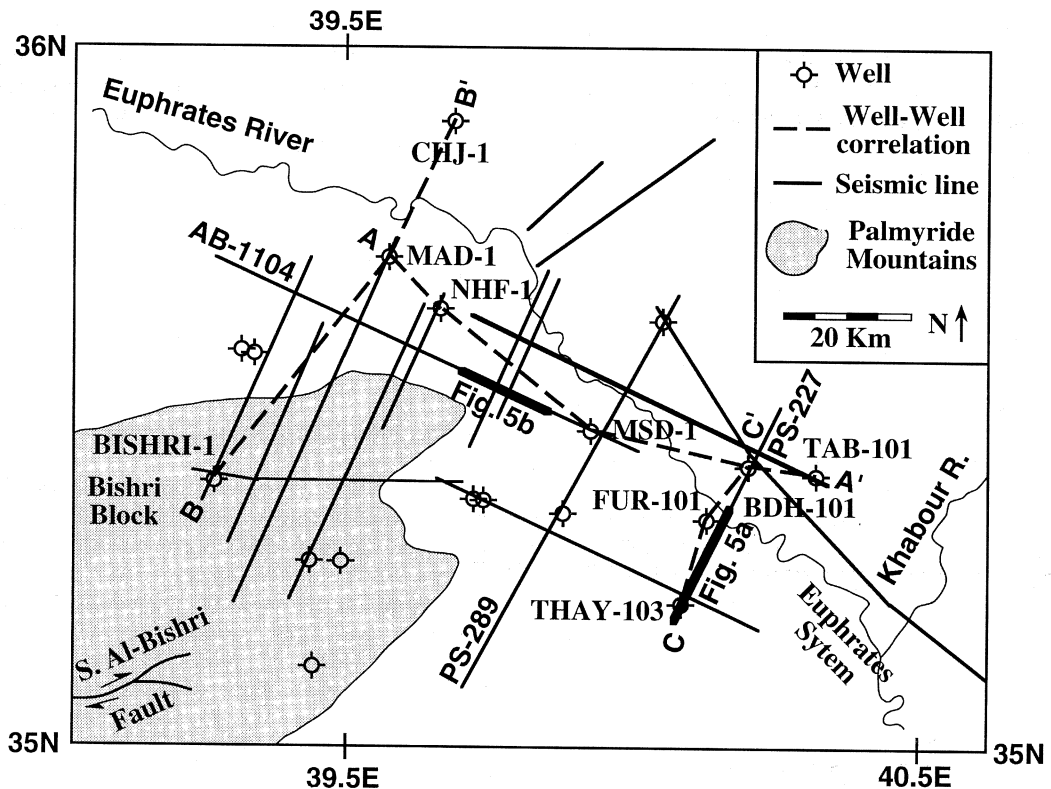 39.5E
36N
Euphrates River
B'
CHJ-1
Well
Well-Well
correlation
Seismic line
Palmyride
Mountains
20 Km
N
AB-1104
A
MAD-1
NHF-1
Fig. 5b
MSD-1
C'
PS-227
TAB-101
A'
BISHRI-1
Bishri
Block
B
FUR-101
BDH-101
Khabour R.
Fig. 5a
THAY-103
C
PS-289
Euphrates
Sytem
S. Al-Bishri
Fault
35N
35N
39.5E
40.5E